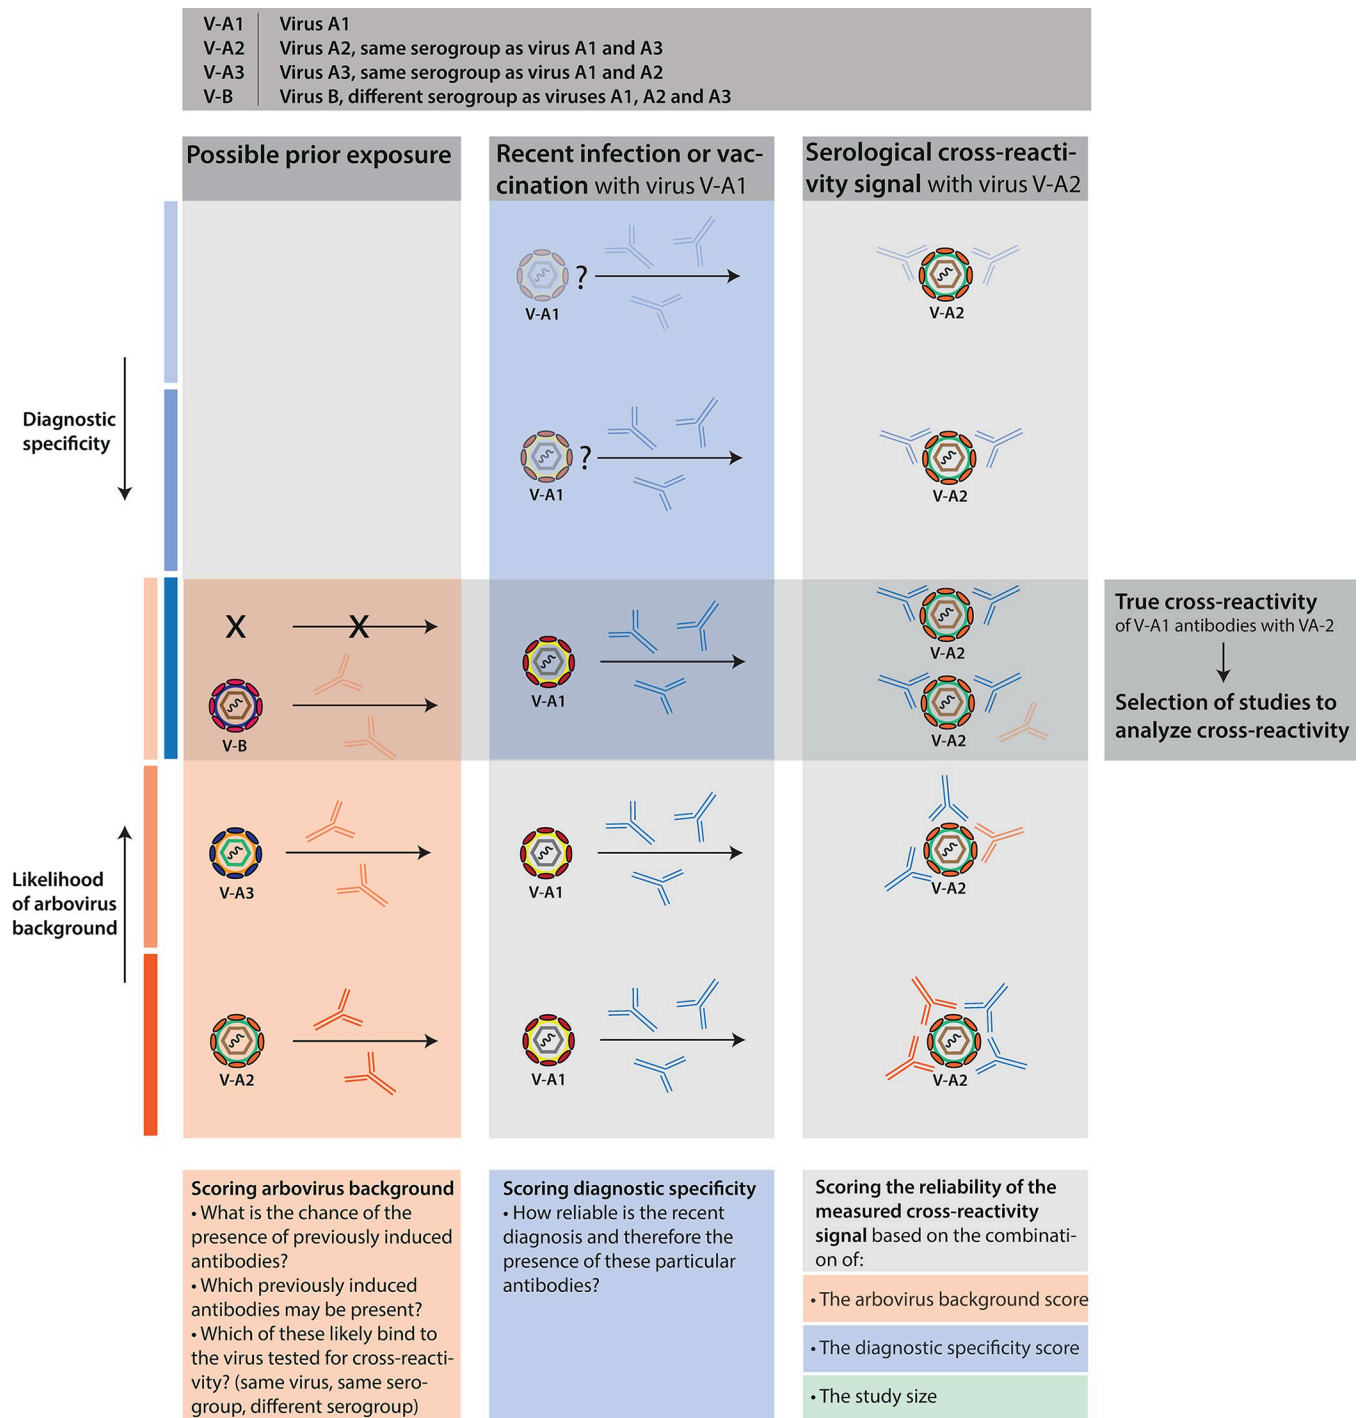 V-A1 Virus A1
V-A2 Virus A2, same serogroup as virus A1 and A3
V-A3 Virus A3, same serogroup as virus A1 and A2
V-B Virus B, different serogroup as viruses A1, A2 and A3
Possible prior exposure
Recent infection or vac-
cination with virus V-A1
Serological cross-reacti-
vity signal with virus V-A2
?
V-A1
V-A2
Diagnostic
specificity
?
V-A1
V-A2
X
X
V-B
V-A1
V-A2
V-A2
True cross-reactivity
of V-A1 antibodies with VA-2
Selection of studies to
analyze cross-reactivity
Likelihood
of arbovirus
background
V-A3
V-A1
V-A2
V-A2
V-A1
V-A2
Scoring arbovirus background
• What is the chance of the
presence of previously induced
antibodies?
• Which previously induced
antibodies may be present?
• Which of these likely bind to
the virus tested for cross-reacti-
vity? (same virus, same sero-
group, different serogroup)
Scoring diagnostic specificity
• How reliable is the recent
diagnosis and therefore the
presence of these particular
antibodies?
Scoring the reliability of the
measured cross-reactivity
signal based on the combinati-
on of:
• The arbovirus background score
• The diagnostic specificity score
• The study size